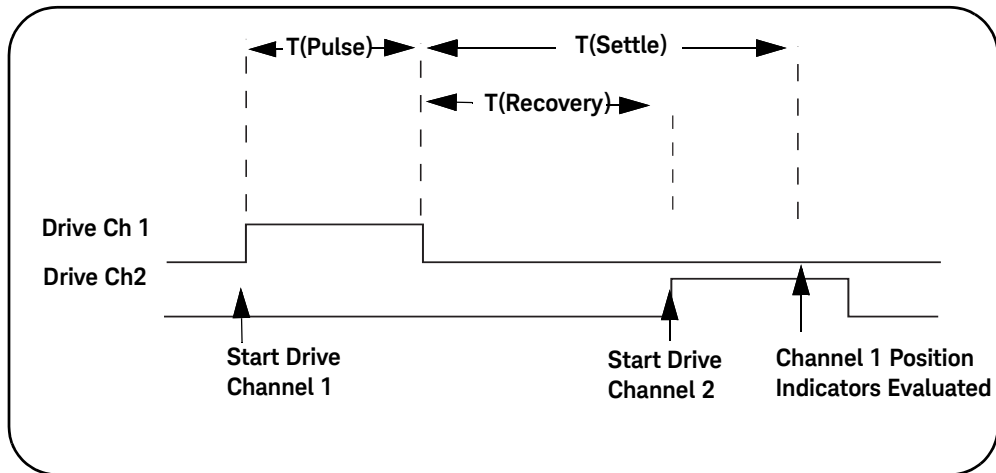 T(Pulse)
T(Settle)
T(Recovery)
Drive Ch 1
Drive Ch2
Start Drive
Channel 1
Start Drive
Channel 2
Channel 1 Position
Indicators Evaluated